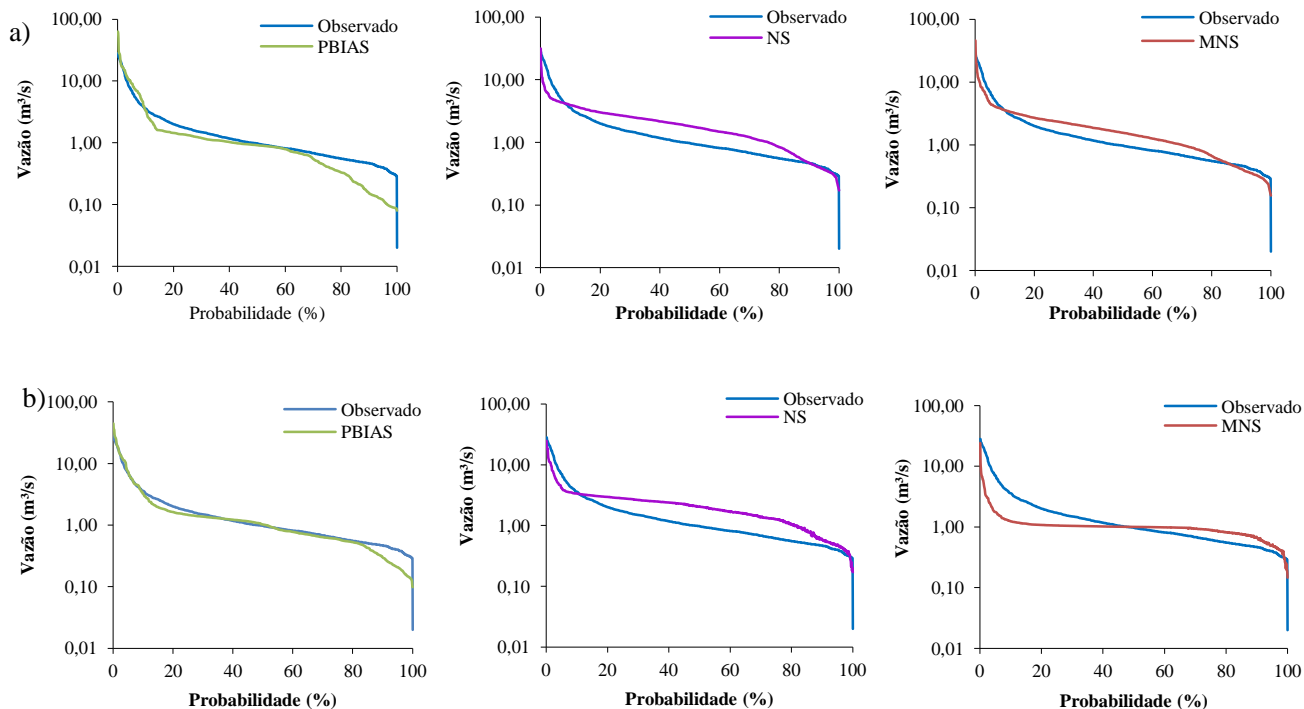 a)
100,00
10,00
1,00
0,10
0,01
Vazão (m³/s)
Observado
PBIAS
0 20 40 60 80 100
Probabilidade (%)
100,00
10,00
1,00
0,10
0,01
Vazão (m³/s)
Observado
NS
0 20 40 60 80 100
Probabilidade (%)
100,00
10,00
1,00
0,10
0,01
Vazão (m³/s)
Observado
MNS
0 20 40 60 80 100
Probabilidade (%)
b)
100,00
10,00
1,00
0,10
0,01
Vazão (m³/s)
Observado
PBIAS
0 20 40 60 80 100
Probabilidade (%)
100,00
10,00
1,00
0,10
0,01
Vazão (m³/s)
Observado
NS
0 20 40 60 80 100
Probabilidade (%)
100,00
10,00
1,00
0,10
0,01
Vazão (m³/s)
Observado
MNS
0 20 40 60 80 100
Probabilidade (%)